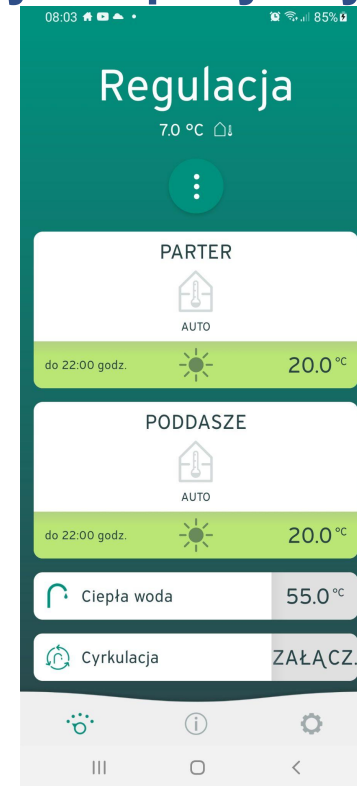 08:03 85%
Regulacja
7.0 °C
PARTER
AUTO
do 22:00 godz. 20.0 °C
PODDASZE
AUTO
do 22:00 godz. 20.0 °C
Ciepła woda 55.0 °C
Cyrkulacja ZAŁĄCZ.